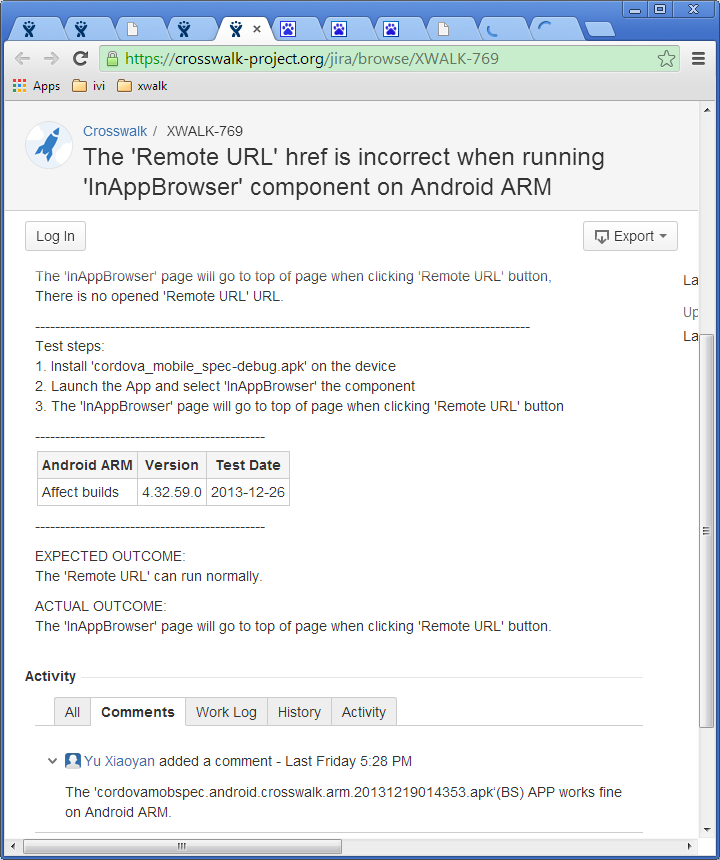 https://crosswalk-project.org/jira/browse/XWALK-769
Apps ivi xwalk
Crosswalk / XWALK-769
The 'Remote URL' href is incorrect when running
'InAppBrowser' component on Android ARM
Log In Export
The 'InAppBrowser' page will go to top of page when clicking 'Remote URL' button,
There is no opened 'Remote URL' URL.
La
Up
La
---------------------------------------------------------------------------------------------------
Test steps:
1. Install 'cordova_mobile_spec-debug.apk' on the device
2. Launch the App and select 'InAppBrowser' the component
3. The 'InAppBrowser' page will go to top of page when clicking 'Remote URL' button
----------------------------------------------
Android ARM Version Test Date
Affect builds 4.32.59.0 2013-12-26
----------------------------------------------
EXPECTED OUTCOME:
The 'Remote URL' can run normally.
ACTUAL OUTCOME:
The 'InAppBrowser' page will go to top of page when clicking 'Remote URL' button.
Activity
All Comments Work Log History Activity
Yu Xiaoyan added a comment - Last Friday 5:28 PM
The 'cordovamobspec.android.crosswalk.arm.20131219014353.apk'(BS) APP works fine
on Android ARM.